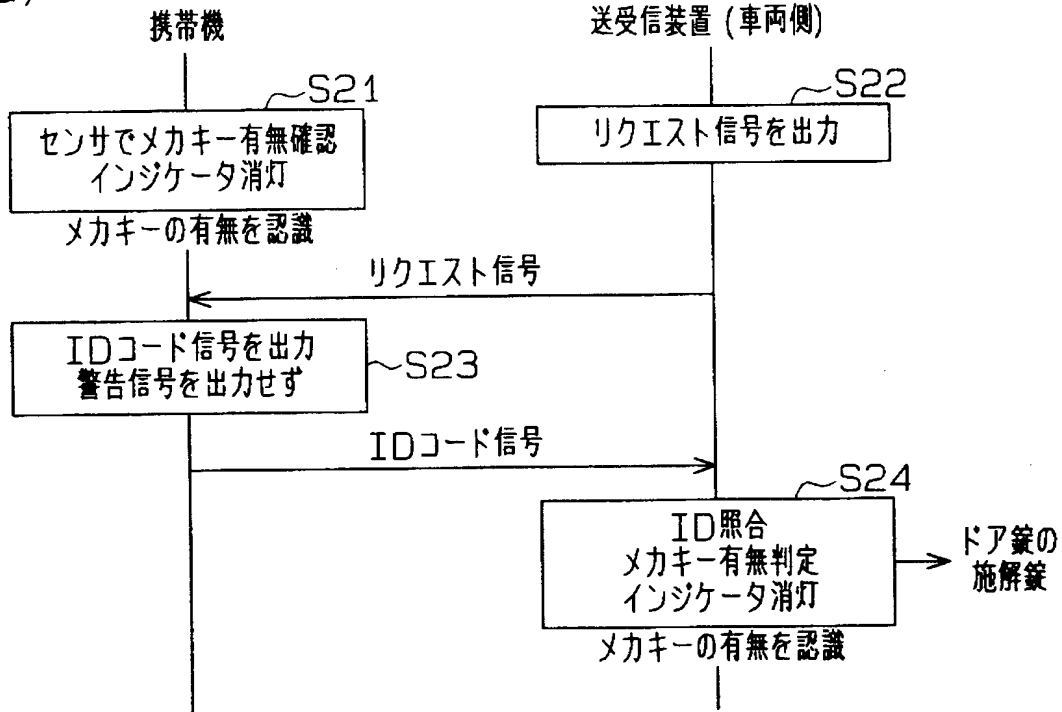 携帯機
送受信装置 (車両側)
S21
S22
センサでメカキー有無確認
インジケータ消灯
リクエスト信号を出力
メカキーの有無を認識
リクエスト信号
IDコード信号を出力
警告信号を出力せず
S23
IDコード信号
S24
ID照合
メカキー有無判定
インジケータ消灯
ドア錠の
施解錠
メカキーの有無を認識